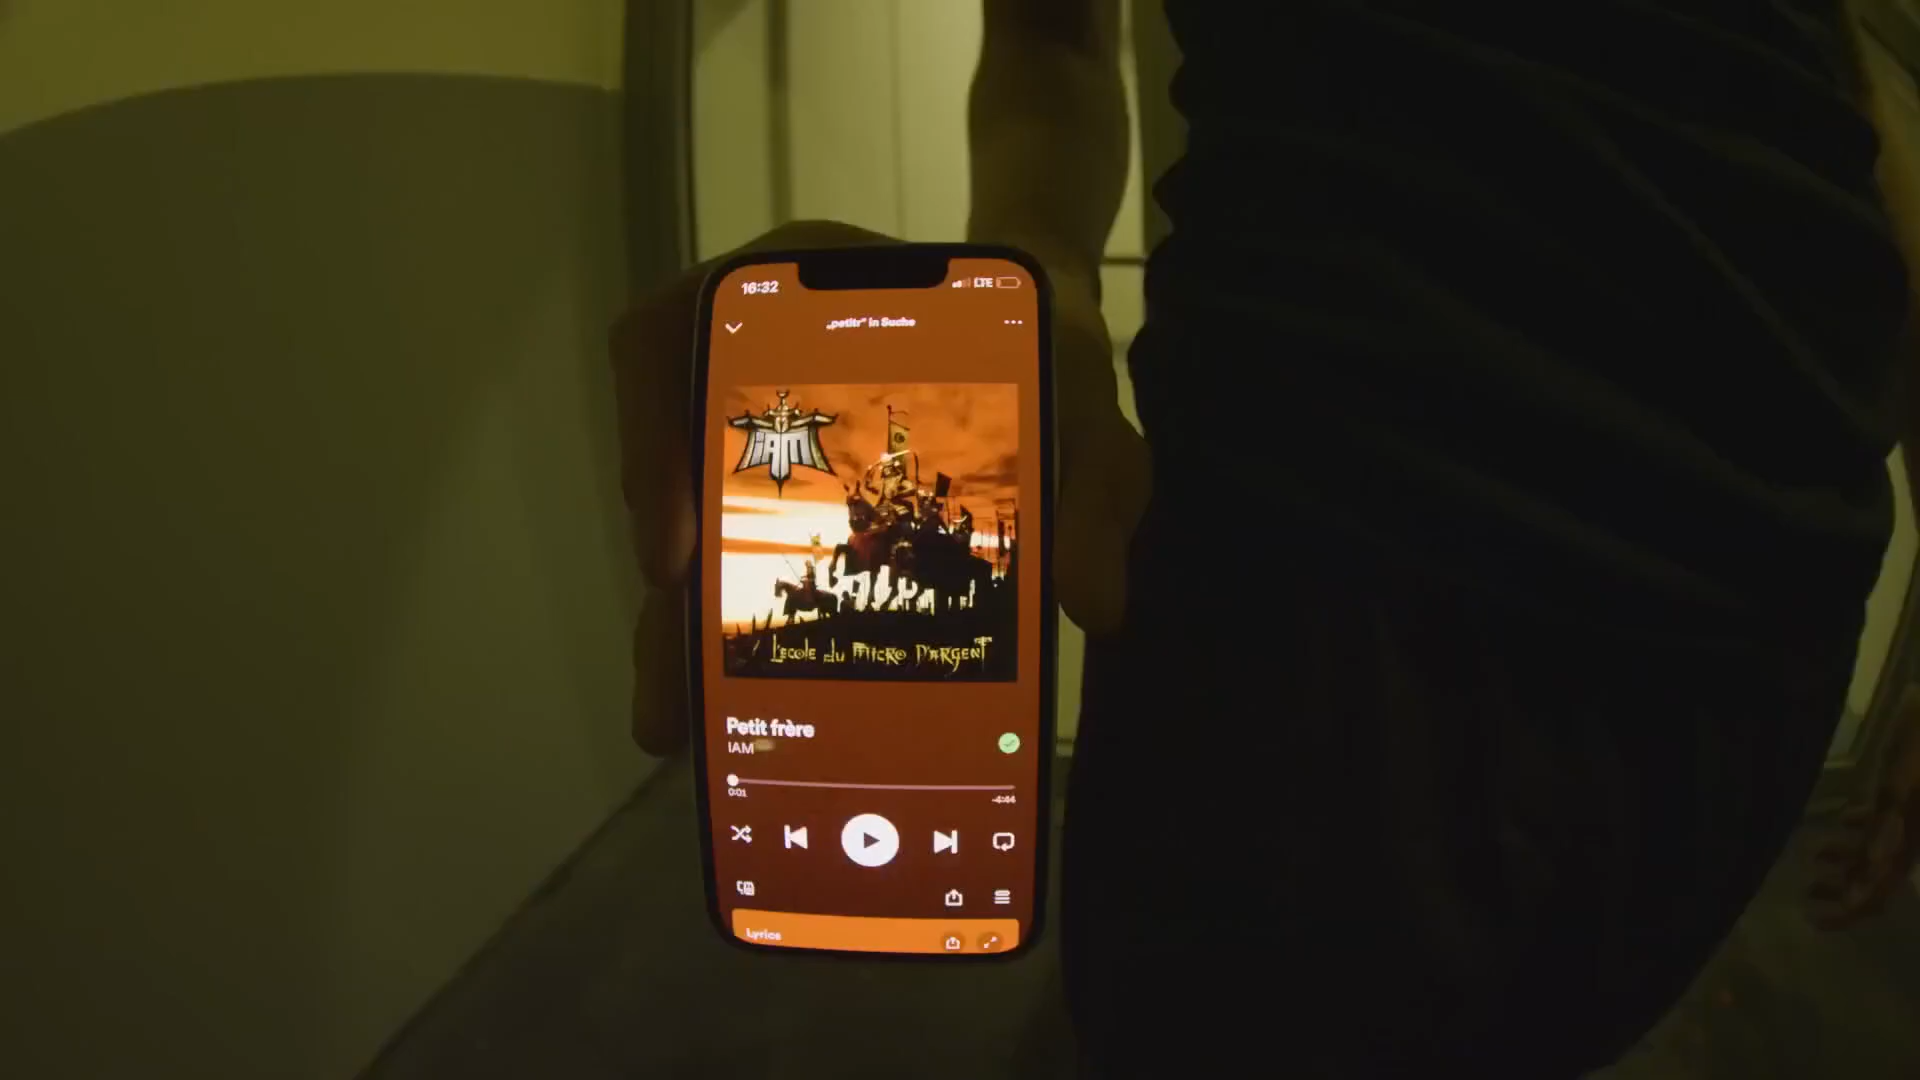 16:32 LTE
„petitr“ in Suche
IAM
L'ECOLE du MICRO D'ARGENT
Petit frère
IAM
0:01 -4:44
Lyrics